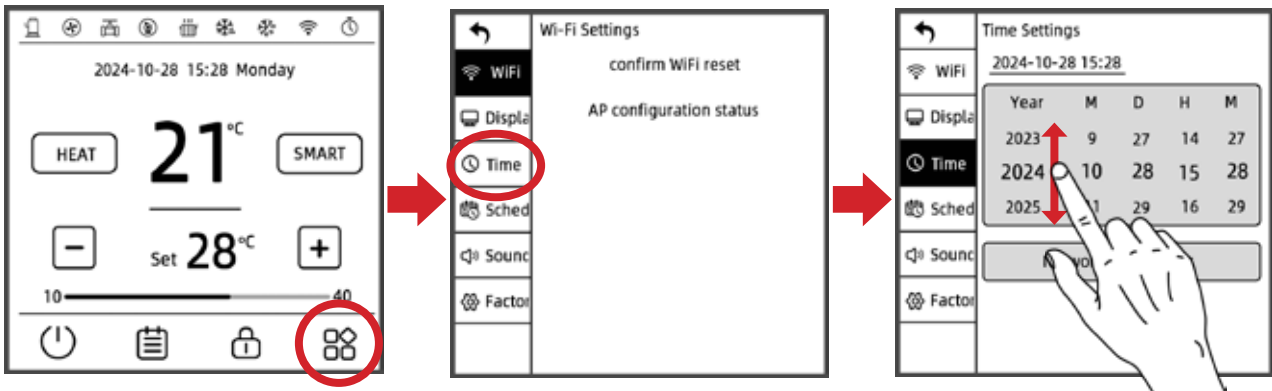 2024-10-28 15:28 Monday
HEAT
21°C
SMART
Set 28°C
10
40
Wi-Fi Settings
WiFi
confirm WiFi reset
AP configuration status
Displa
Time
Sched
Sounc
Factor
Time Settings
WiFi
2024-10-28 15:28
Displa
Time
Sched
Sounc
Factor
Year M D H M
2023 9 27 14 27
2024 10 28 15 28
2025 29 16 29